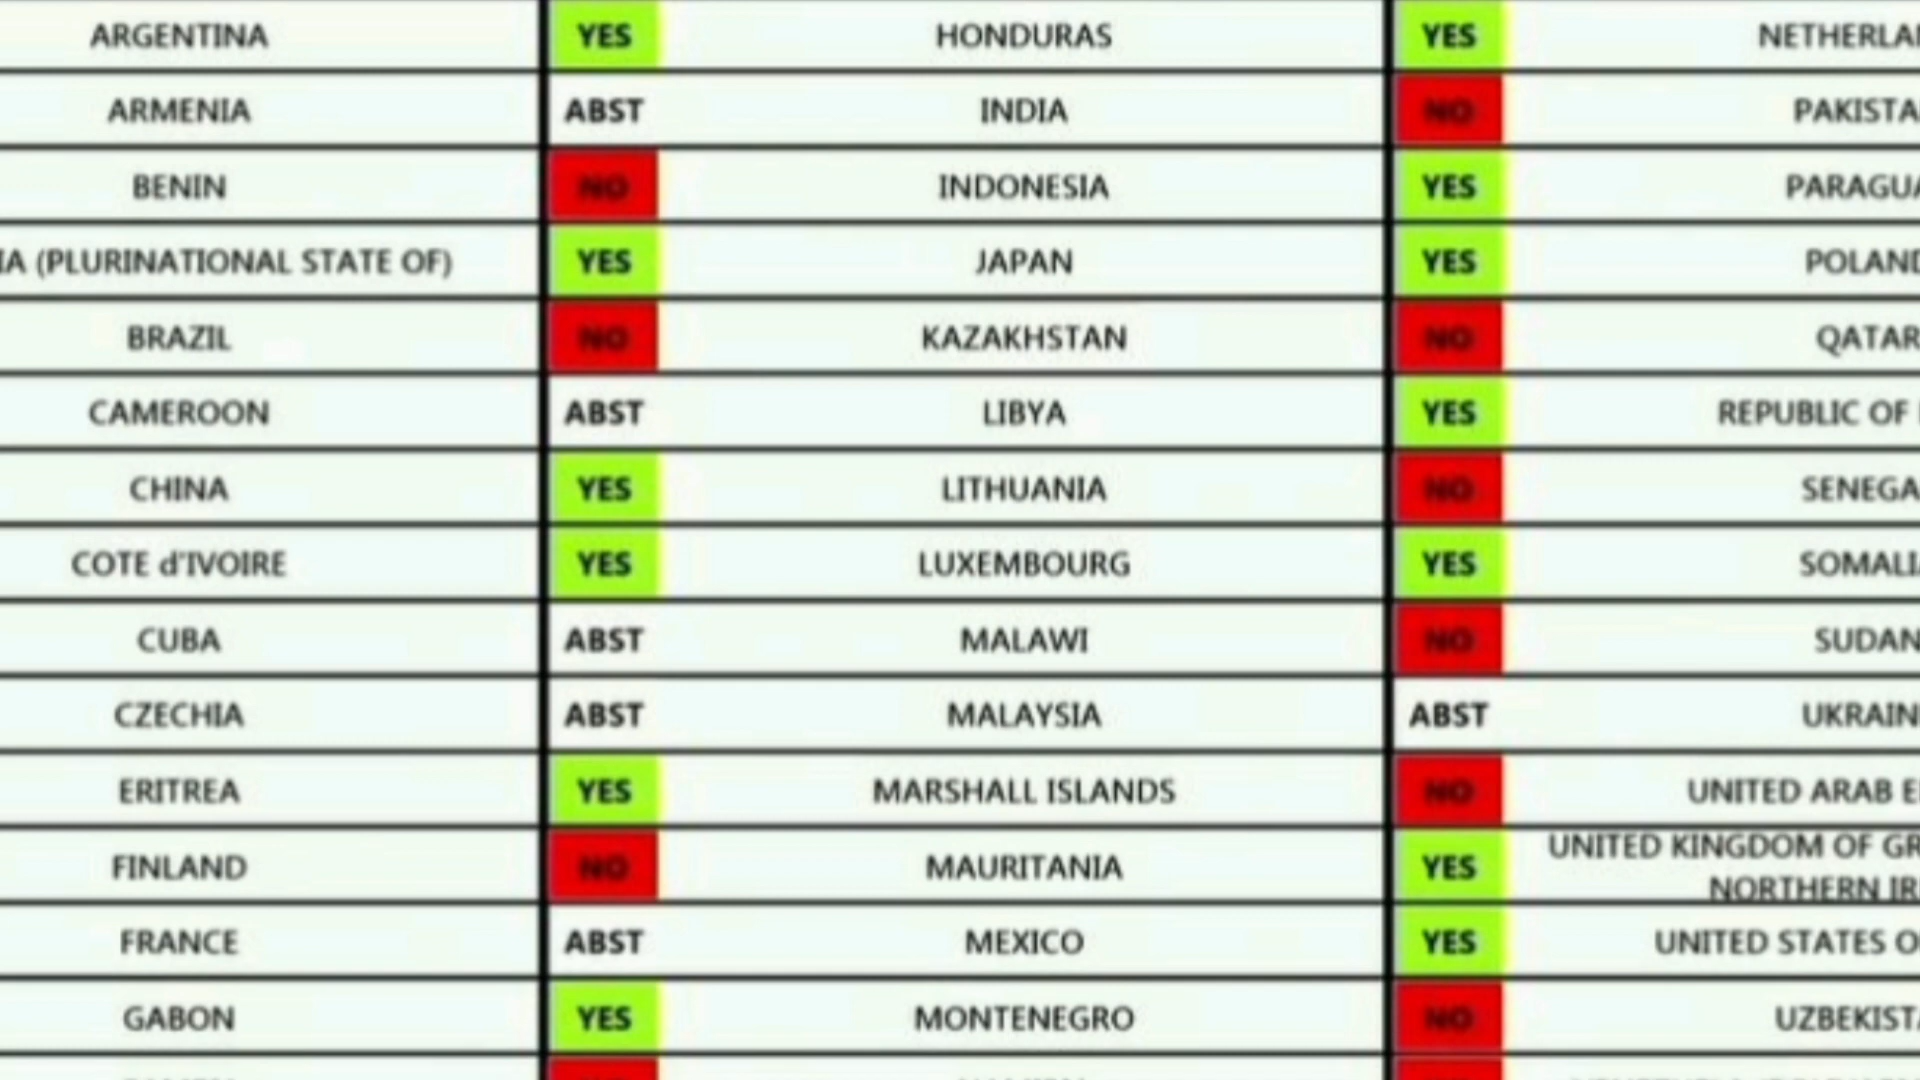 ARGENTINA YES HONDURAS YES NETHERLAN
ARMENIA ABST INDIA NO PAKISTA
BENIN NO INDONESIA YES PARAGUA
IA (PLURINATIONAL STATE OF) YES JAPAN YES POLAND
BRAZIL NO KAZAKHSTAN NO QATAR
CAMEROON ABST LIBYA YES REPUBLIC OF
CHINA YES LITHUANIA NO SENEGA
COTE d'IVOIRE YES LUXEMBOURG YES SOMALI
CUBA ABST MALAWI NO SUDAN
CZECHIA ABST MALAYSIA ABST UKRAIN
ERITREA YES MARSHALL ISLANDS NO UNITED ARAB E
FINLAND NO MAURITANIA YES UNITED KINGDOM OF GR
NORTHERN IR
FRANCE ABST MEXICO YES UNITED STATES O
GABON YES MONTENEGRO NO UZBEKIST